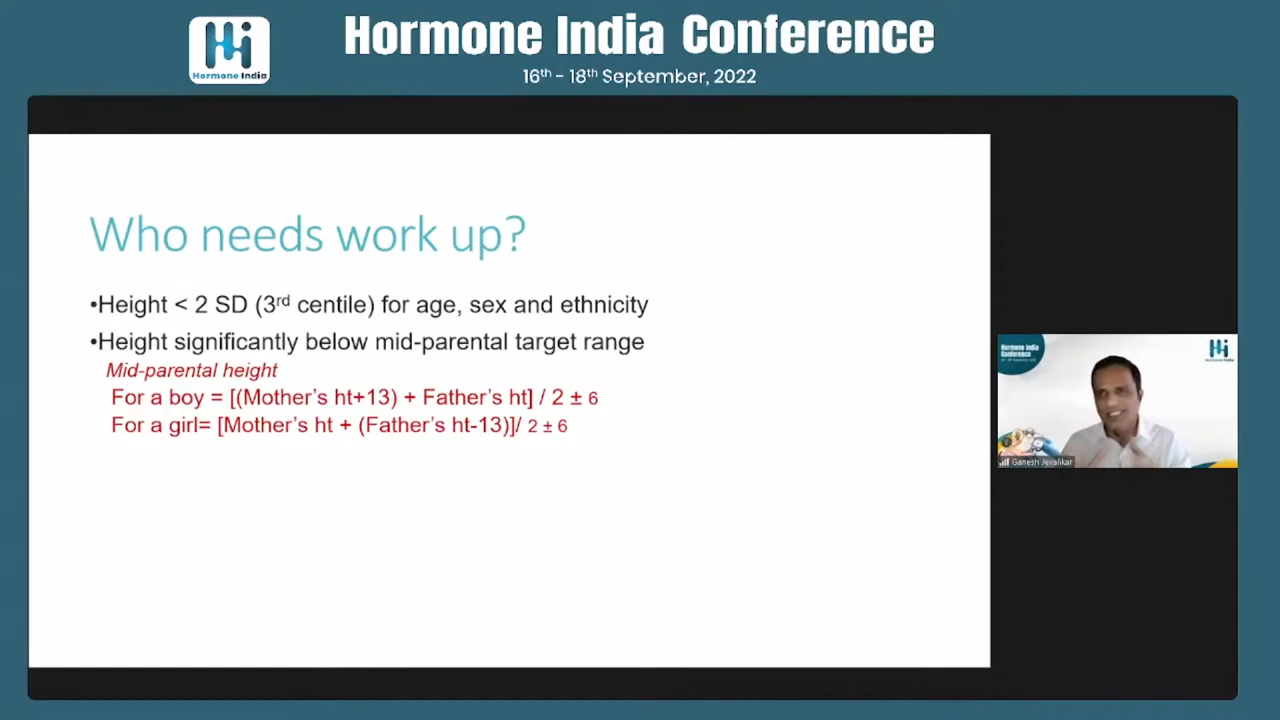 Hormone India
Hormone India Conference
16th - 18th September, 2022
Who needs work up?
•Height < 2 SD (3rd centile) for age, sex and ethnicity
•Height significantly below mid-parental target range
Mid-parental height
For a boy = [(Mother's ht+13) + Father's ht] / 2 ± 6
For a girl= [Mother's ht + (Father's ht-13)]/ 2 ± 6
Hormone India
Conference
Ganesh Jevalikar